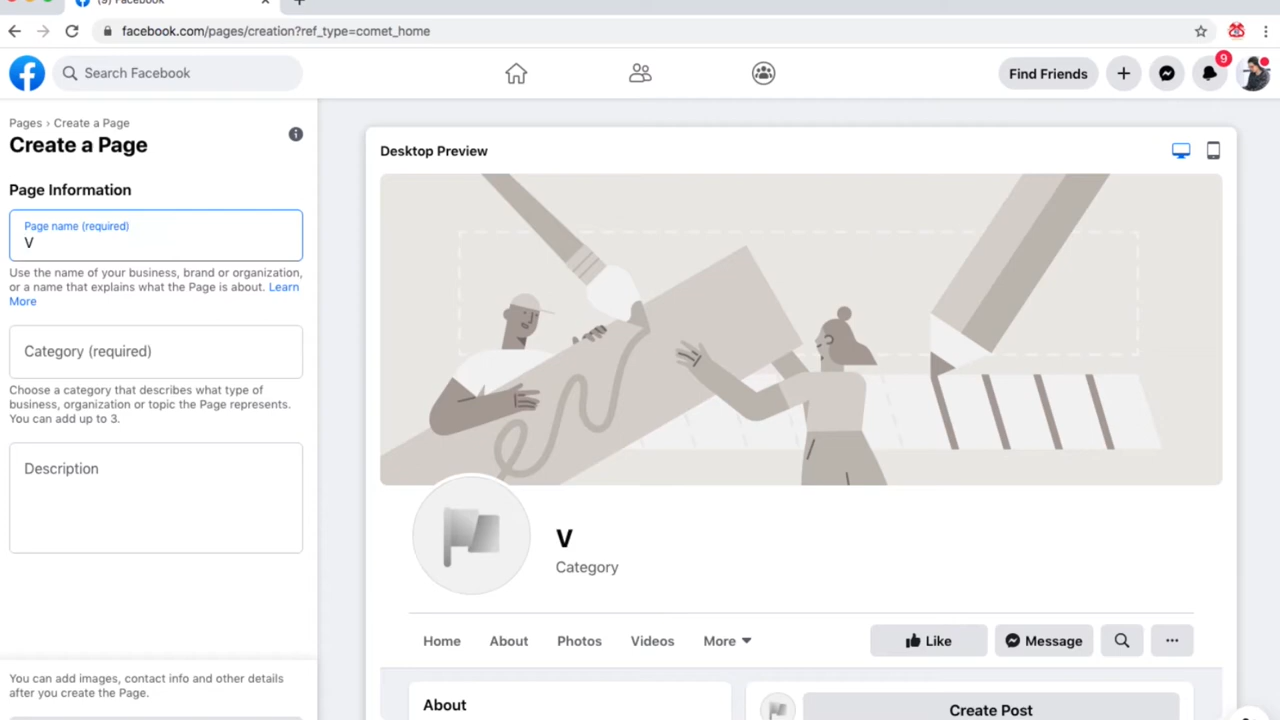 (9) Facebook
facebook.com/pages/creation?ref_type=comet_home
Search Facebook
Find Friends
9
Pages › Create a Page
Create a Page
Page Information
Page name (required)
V
Use the name of your business, brand or organization,
or a name that explains what the Page is about. Learn
More
Category (required)
Choose a category that describes what type of
business, organization or topic the Page represents.
You can add up to 3.
Description
You can add images, contact info and other details
after you create the Page.
Desktop Preview
V
Category
Home About Photos Videos More
Like Message
About
Create Post